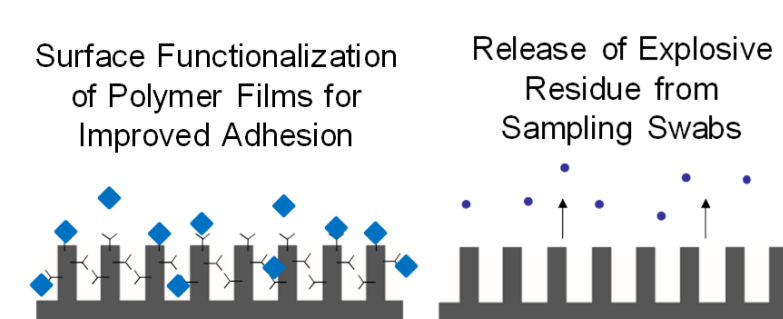 Surface Functionalization
of Polymer Films for
Improved Adhesion
Release of Explosive
Residue from
Sampling Swabs